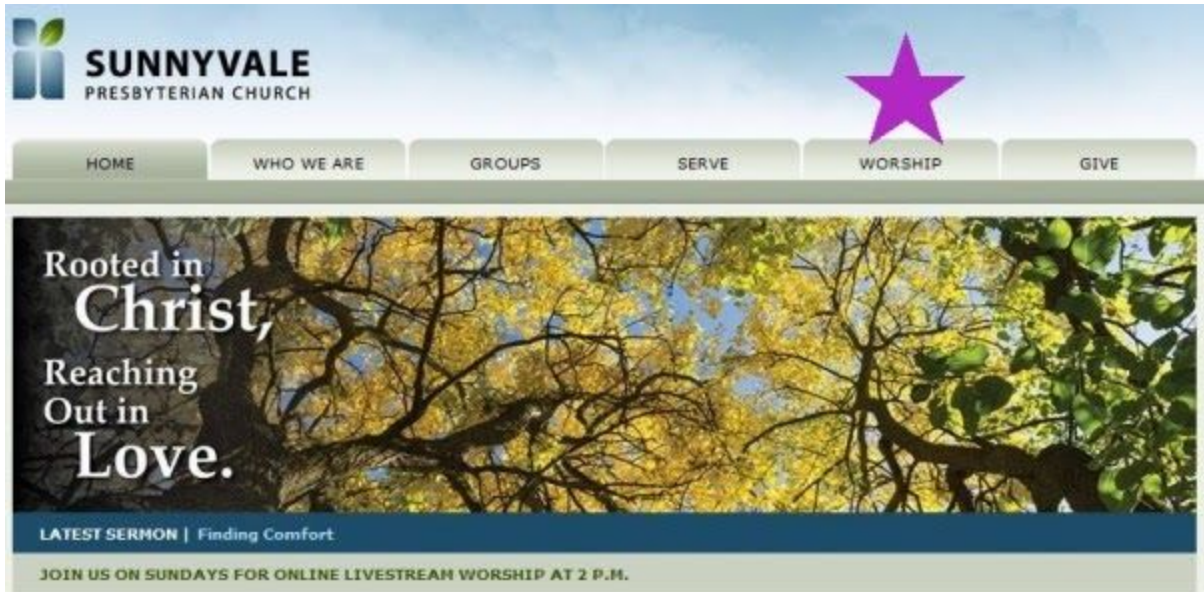 SUNNYVALE
PRESBYTERIAN CHURCH
HOME WHO WE ARE GROUPS SERVE WORSHIP GIVE
Rooted in
Christ,
Reaching
Out in
Love.
LATEST SERMON | Finding Comfort
JOIN US ON SUNDAYS FOR ONLINE LIVESTREAM WORSHIP AT 2 P.M.